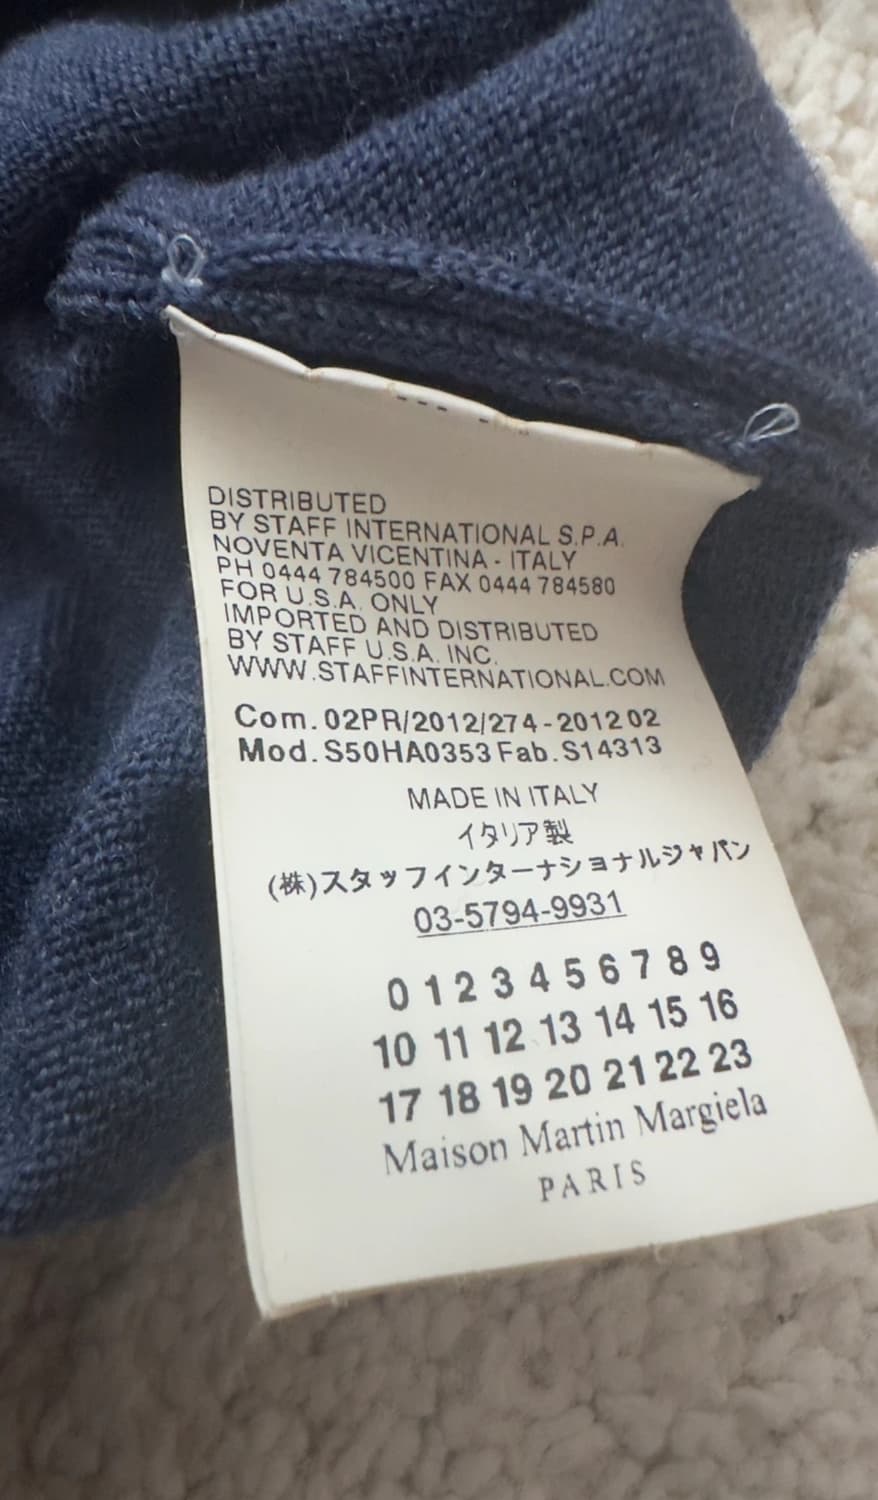 DISTRIBUTED
BY STAFF INTERNATIONAL S.P.A.
NOVENTA VICENTINA - ITALY
PH 0444 784500 FAX 0444 784580
FOR U.S.A. ONLY
IMPORTED AND DISTRIBUTED
BY STAFF U.S.A. INC.
WWW.STAFFINTERNATIONAL.COM
Com. 02PR/2012/274-2012 02
Mod. S50HA0353 Fab. S14313
MADE IN ITALY
イタリア製
(株)スタッフインターナショナルジャパン
03-5794-9931
0 1 2 3 4 5 6 7 8 9
10 11 12 13 14 15 16
17 18 19 20 21 22 23
Maison Martin Margiela
PARIS